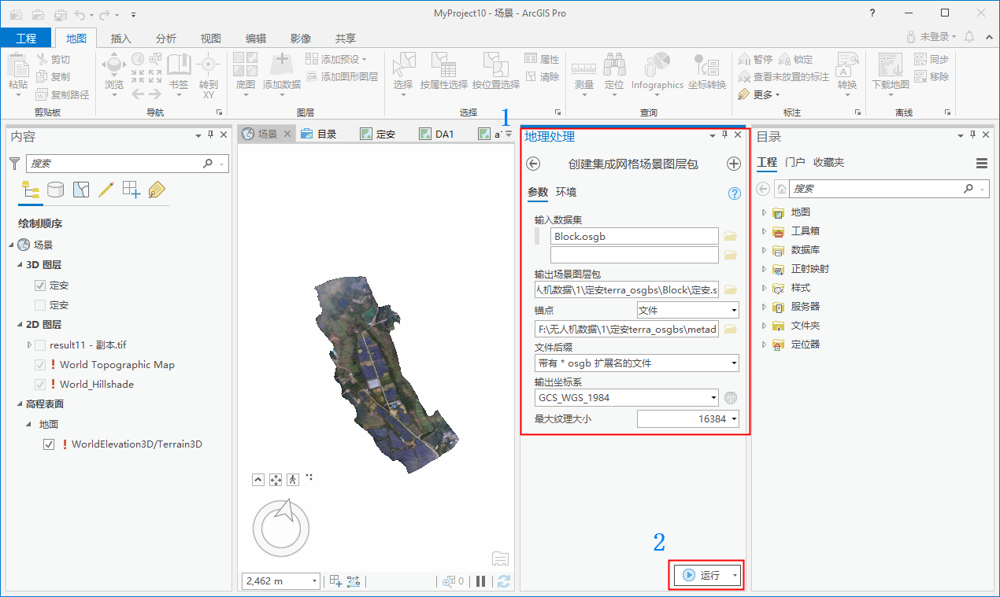 MyProject10 - 场景 - ArcGIS Pro
?
工程 地图 插入 分析 视图 编辑 影像 共享
未登录
粘贴
剪切
复制
复制路径
剪贴板
浏览
书签
转到
XY
导航
底图
添加数据
添加预设
添加图形图层
图层
选择
按属性选择
按位置选择
属性
清除
选择
测量
定位
Infographics
坐标转换
查询
暂停 锁定
查看未放置的标注
更多
转换
标注
下载地图
同步
移除
离线
内容
搜索
绘制顺序
场景
3D 图层
定安
定安
2D 图层
result11 - 副本.tif
! World Topographic Map
! World_Hillshade
高程表面
地面
! WorldElevation3D/Terrain3D
场景 目录 定安 DA1
2,462 m
0
1
地理处理
创建集成网格场景图层包
参数 环境
?
输入数据集
Block.osgb
输出场景图层包
人机数据\1\定安terra_osgbs\Block\定安.s
锚点
文件
F:\无人机数据\1\定安terra_osgbs\metad
文件后缀
带有 * osgb 扩展名的文件
输出坐标系
GCS_WGS_1984
最大纹理大小
16384
2
运行
目录
工程 门户 收藏夹
搜索
地图
工具箱
数据库
正射映射
样式
服务器
文件夹
定位器